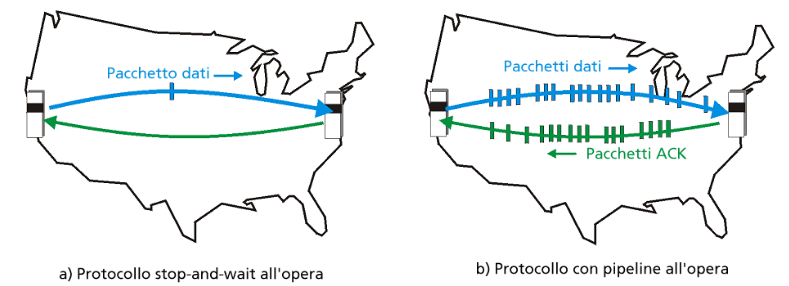 Pacchetto dati
Pacchetti dati
Pacchetti ACK
a) Protocollo stop-and-wait all'opera
b) Protocollo con pipeline all'opera